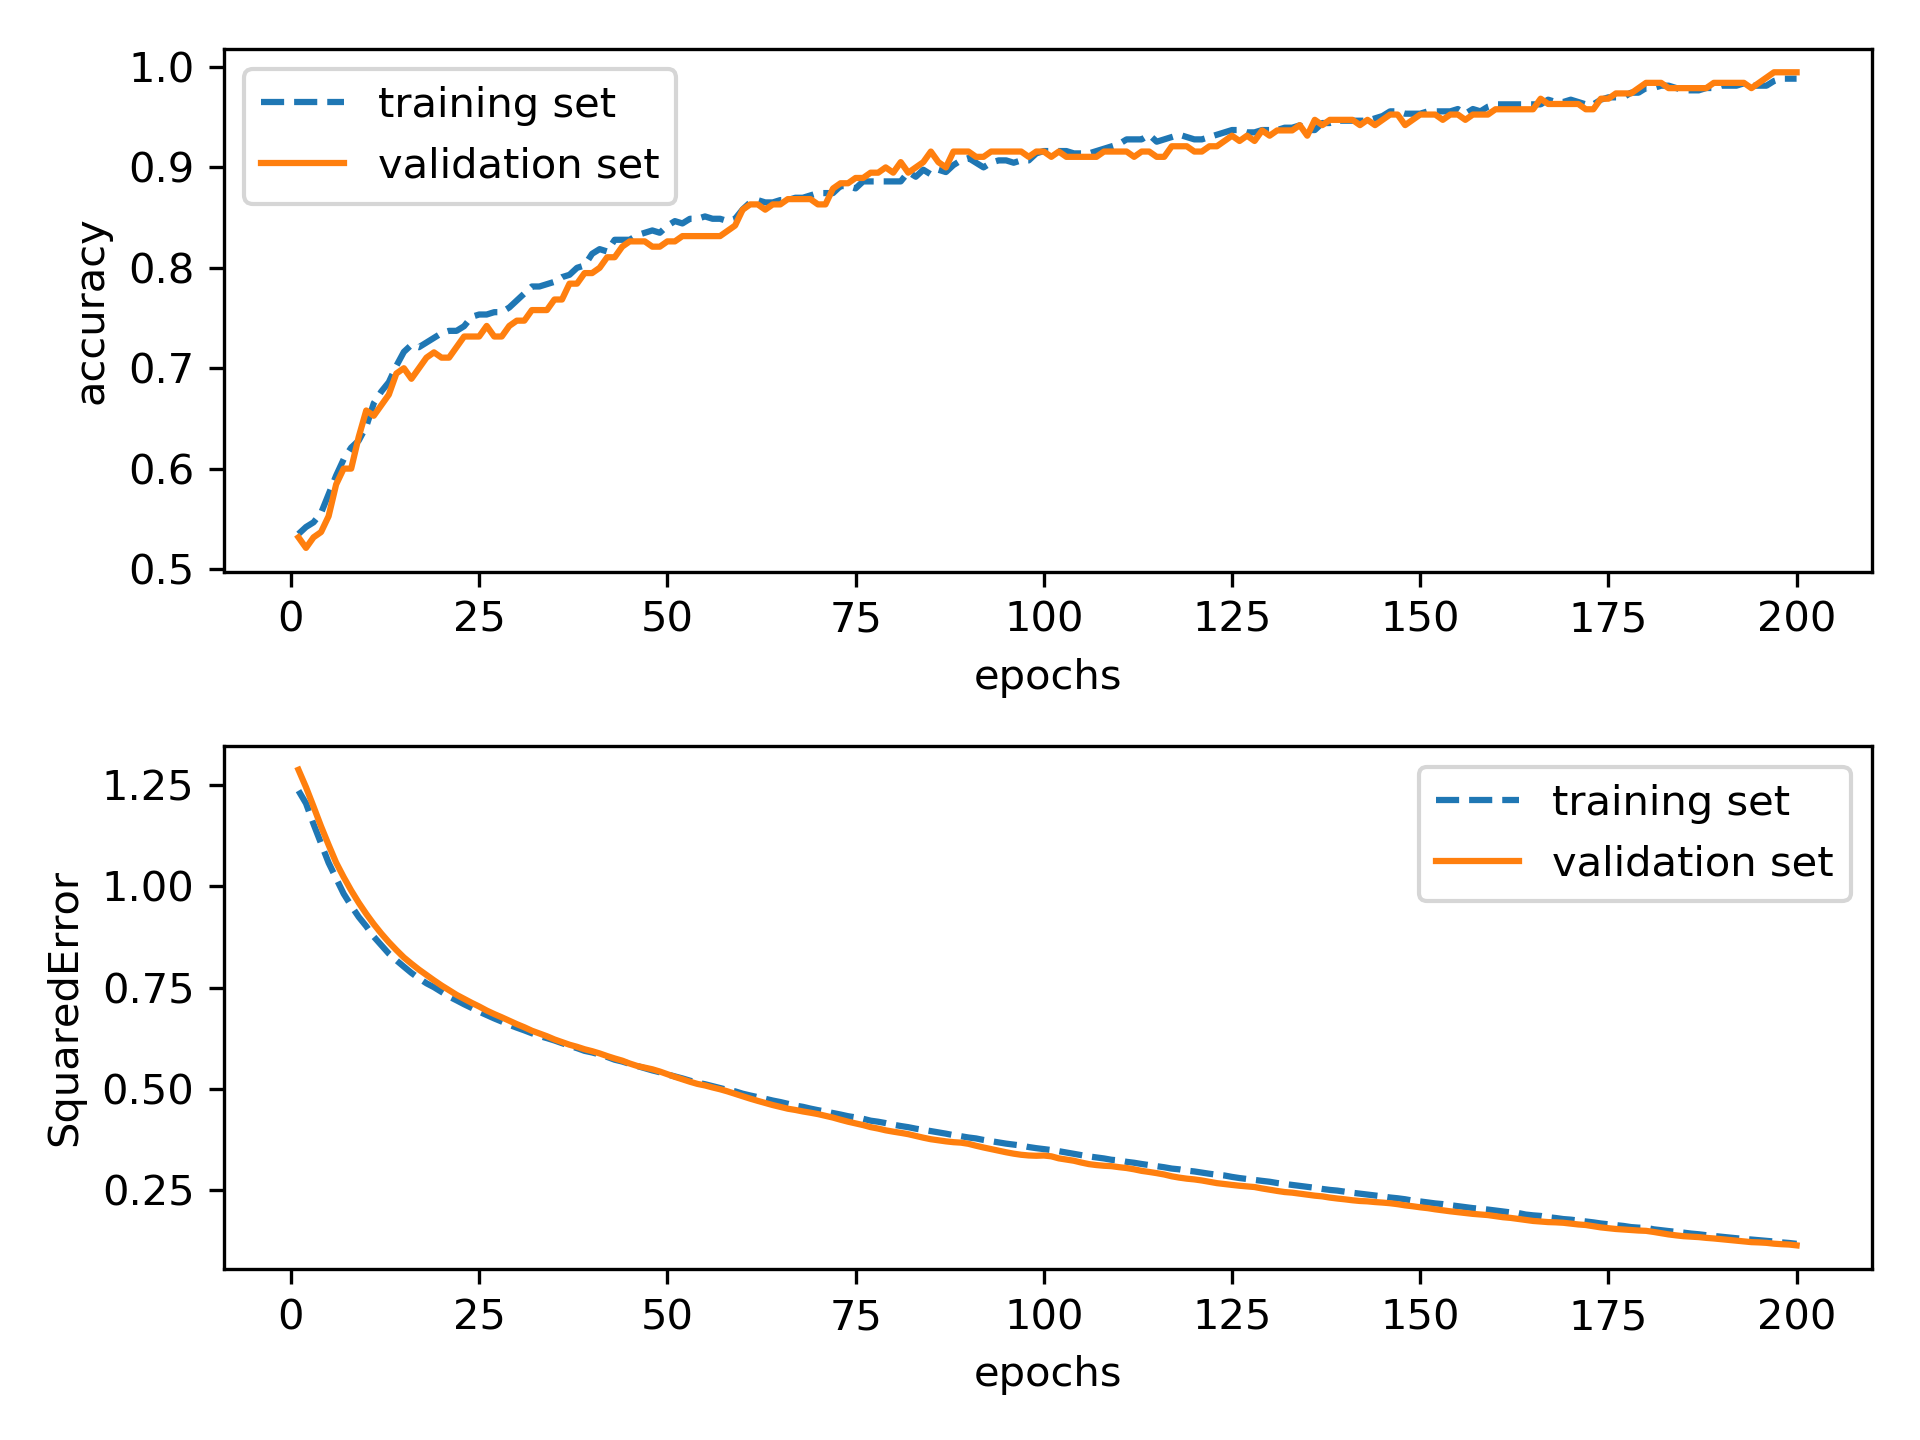 1.0
0.9
0.8
0.7
0.6
0.5
accuracy
training set
validation set
0 25 50 75 100 125 150 175 200
epochs
1.25
1.00
0.75
0.50
0.25
SquaredError
training set
validation set
0 25 50 75 100 125 150 175 200
epochs